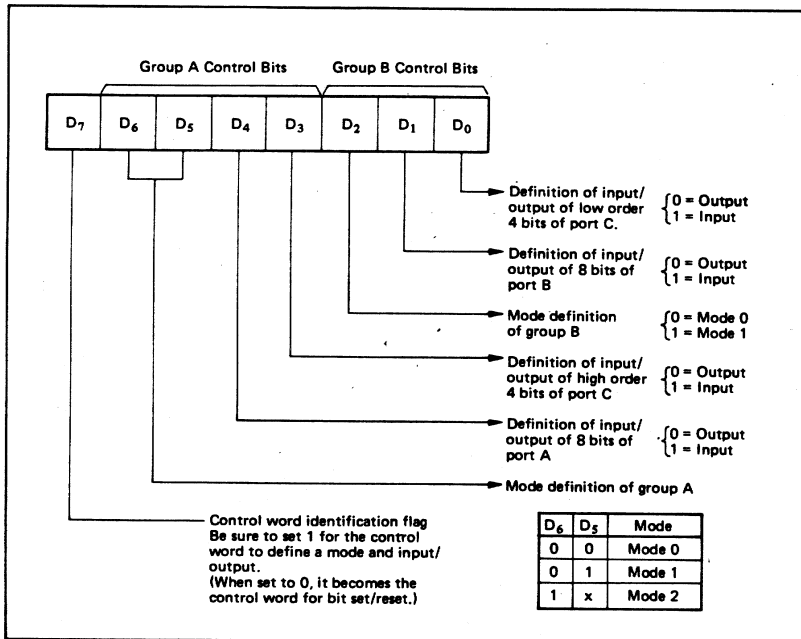 Group A Control Bits Group B Control Bits
D7 D6 D5 D4 D3 D2 D1 D0
Definition of input/
output of low order
4 bits of port C.
{0 = Output
1 = Input
Definition of input/
output of 8 bits of
port B
{0 = Output
1 = Input
Mode definition
of group B
{0 = Mode 0
1 = Mode 1
Definition of input/
output of high order
4 bits of port C
{0 = Output
1 = Input
Definition of input/
output of 8 bits of
port A
{0 = Output
1 = Input
Mode definition of group A
Control word identification flag
Be sure to set 1 for the control
word to define a mode and input/
output.
(When set to 0, it becomes the
control word for bit set/reset.)
D6 D5 Mode
0 0 Mode 0
0 1 Mode 1
1 x Mode 2